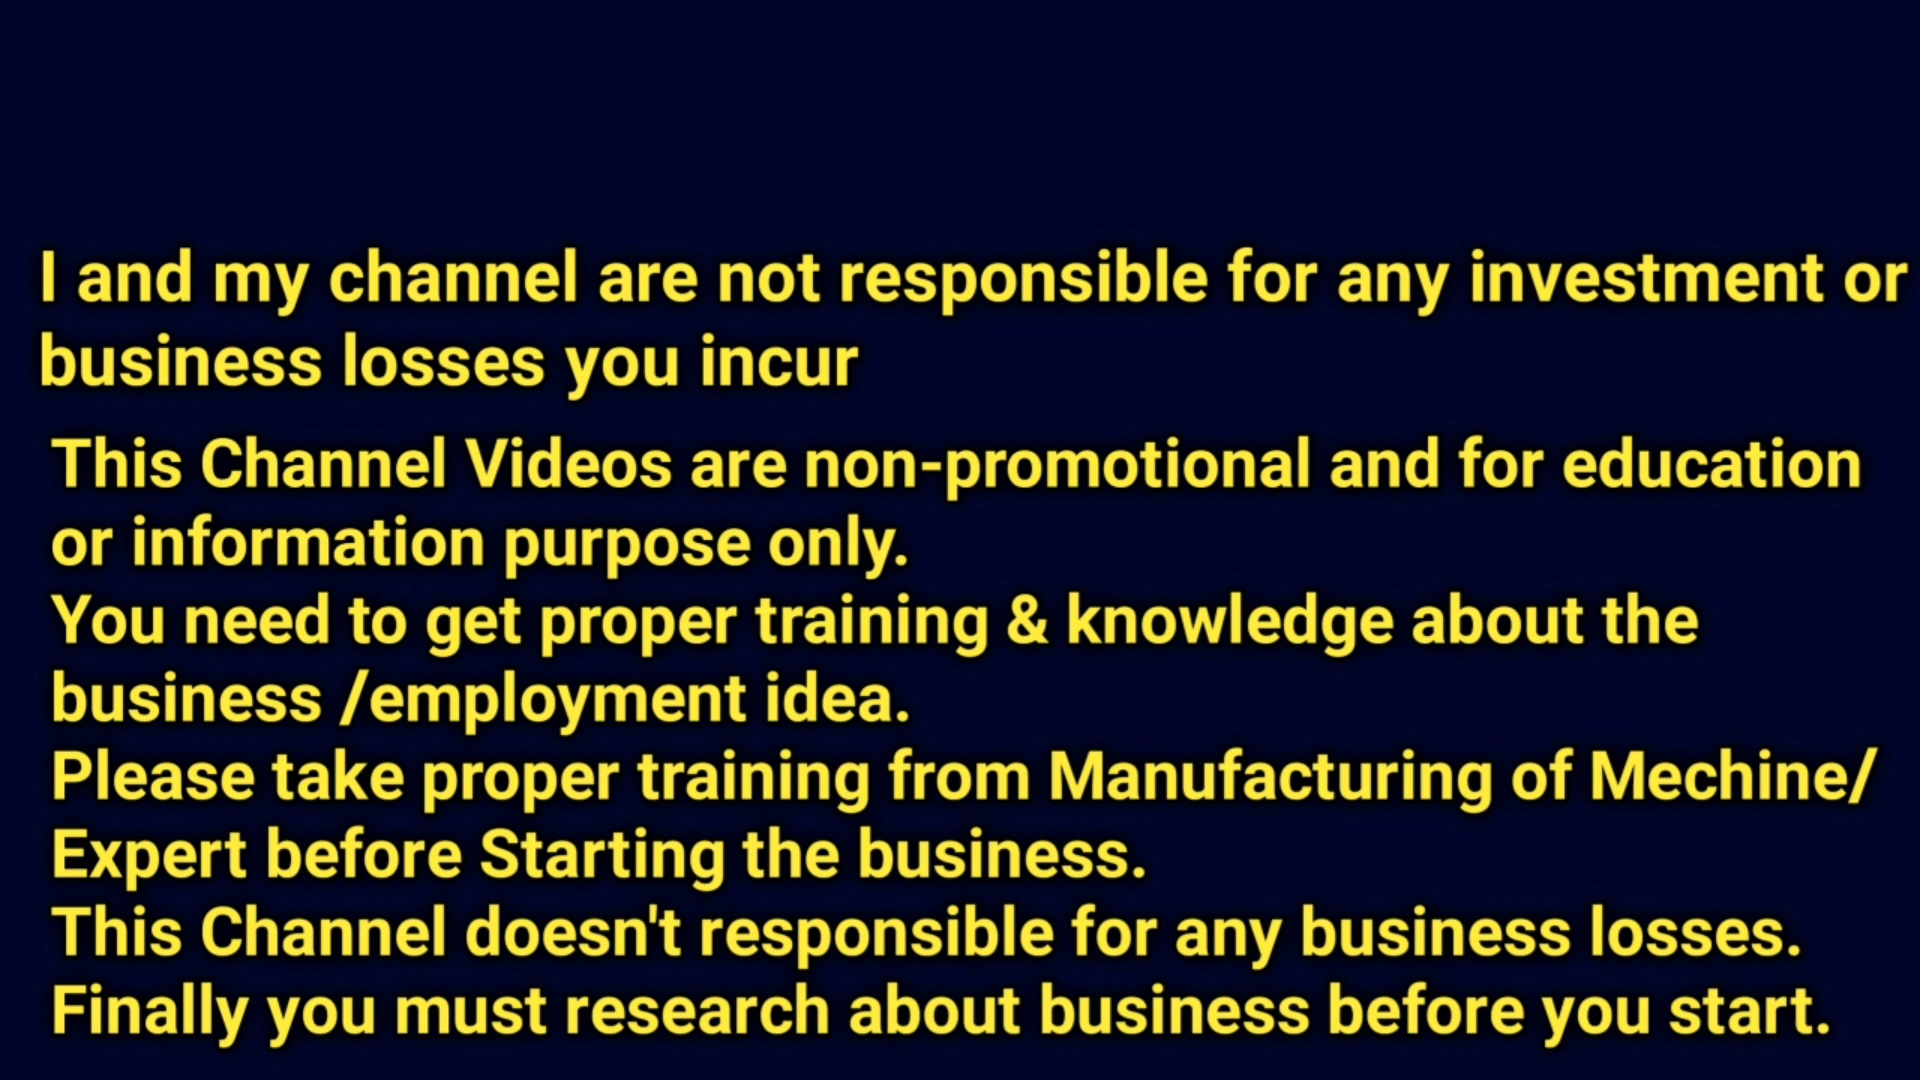 I and my channel are not responsible for any investment or
business losses you incur
This Channel Videos are non-promotional and for education
or information purpose only.
You need to get proper training & knowledge about the
business /employment idea.
Please take proper training from Manufacturing of Mechine/
Expert before Starting the business.
This Channel doesn't responsible for any business losses.
Finally you must research about business before you start.